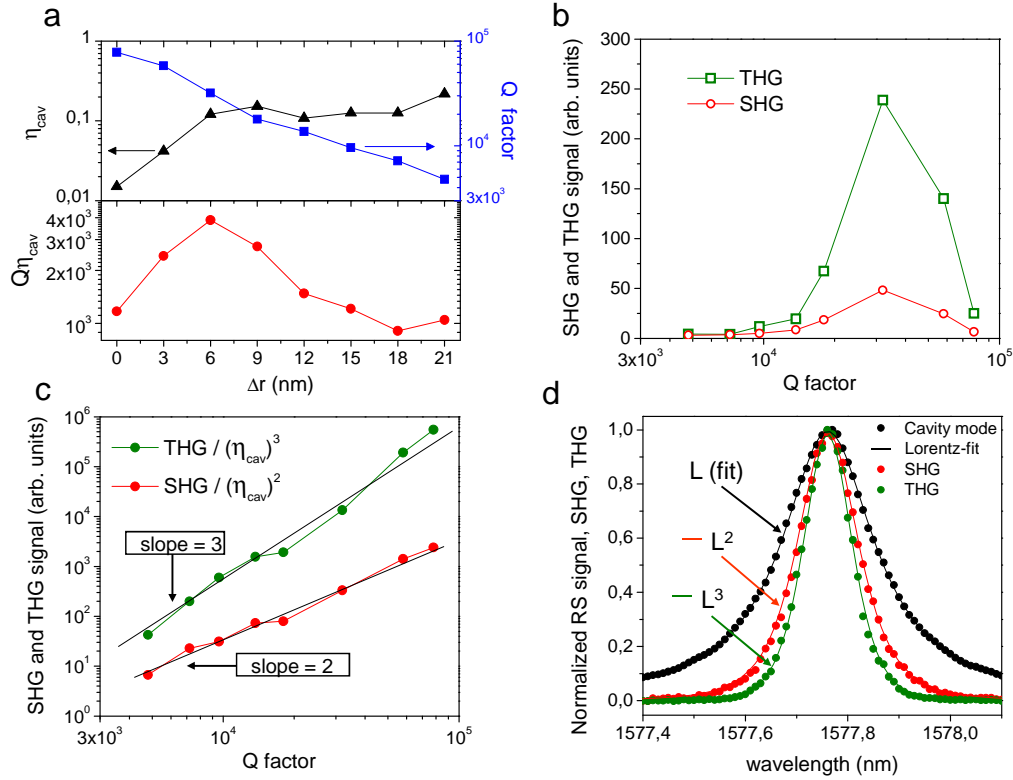 a
1
0,1
0,01
η_cav
10^5
10^4
3x10^3
Q factor
4x10^3
3x10^3
2x10^3
10^3
Qη_cav
0 3 6 9 12 15 18 21
Δr (nm)
b
300
250
200
150
100
50
0
SHG and THG signal (arb. units)
THG
SHG
3x10^3 10^4 10^5
Q factor
c
10^6
10^5
10^4
10^3
10^2
10^1
10^0
SHG and THG signal (arb. units)
THG / (η_cav)^3
SHG / (η_cav)^2
slope = 3
slope = 2
3x10^3 10^4 10^5
Q factor
d
1,0
0,8
0,6
0,4
0,2
0,0
Normalized RS signal, SHG, THG
Cavity mode
Lorentz-fit
SHG
THG
L (fit)
L^2
L^3
1577,4 1577,6 1577,8 1578,0
wavelength (nm)